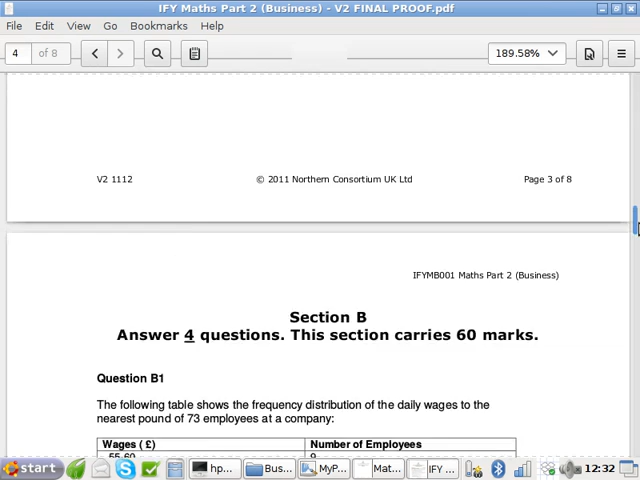 IFY Maths Part 2 (Business) - V2 FINAL PROOF.pdf
File Edit View Go Bookmarks Help
4 of 8 189.58%
V2 1112 © 2011 Northern Consortium UK Ltd Page 3 of 8
IFYMB001 Maths Part 2 (Business)
Section B
Answer 4 questions. This section carries 60 marks.
Question B1
The following table shows the frequency distribution of the daily wages to the
nearest pound of 73 employees at a company:
Wages ( £) Number of Employees
55-60 9
start hp... Bus... MyP... Mat... IFY ... 12:32